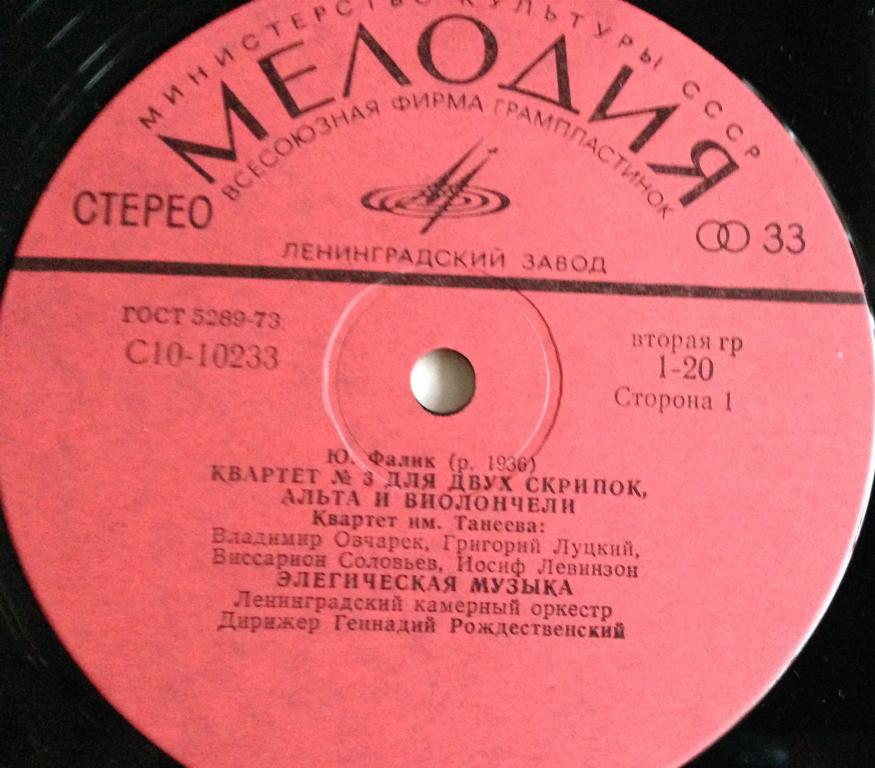 МИНИСТЕРСТВО КУЛЬТУРЫ СССР
МЕЛОДИЯ
ВСЕСОЮЗНАЯ ФИРМА ГРАМПЛАСТИНОК
СТЕРЕО
33
ЛЕНИНГРАДСКИЙ ЗАВОД
ГОСТ 5289-73
С10-10233
вторая гр
1-20
Сторона 1
Ю. Фалик (р. 1936)
КВАРТЕТ № 3 ДЛЯ ДВУХ СКРИПОК,
АЛЬТА И ВИОЛОНЧЕЛИ
Квартет им. Танеева:
Владимир Овчарек, Григорий Луцкий,
Виссарион Соловьев, Иосиф Левинзон
ЭЛЕГИЧЕСКАЯ МУЗЫКА
Ленинградский камерный оркестр
Дирижер Геннадий Рождественский